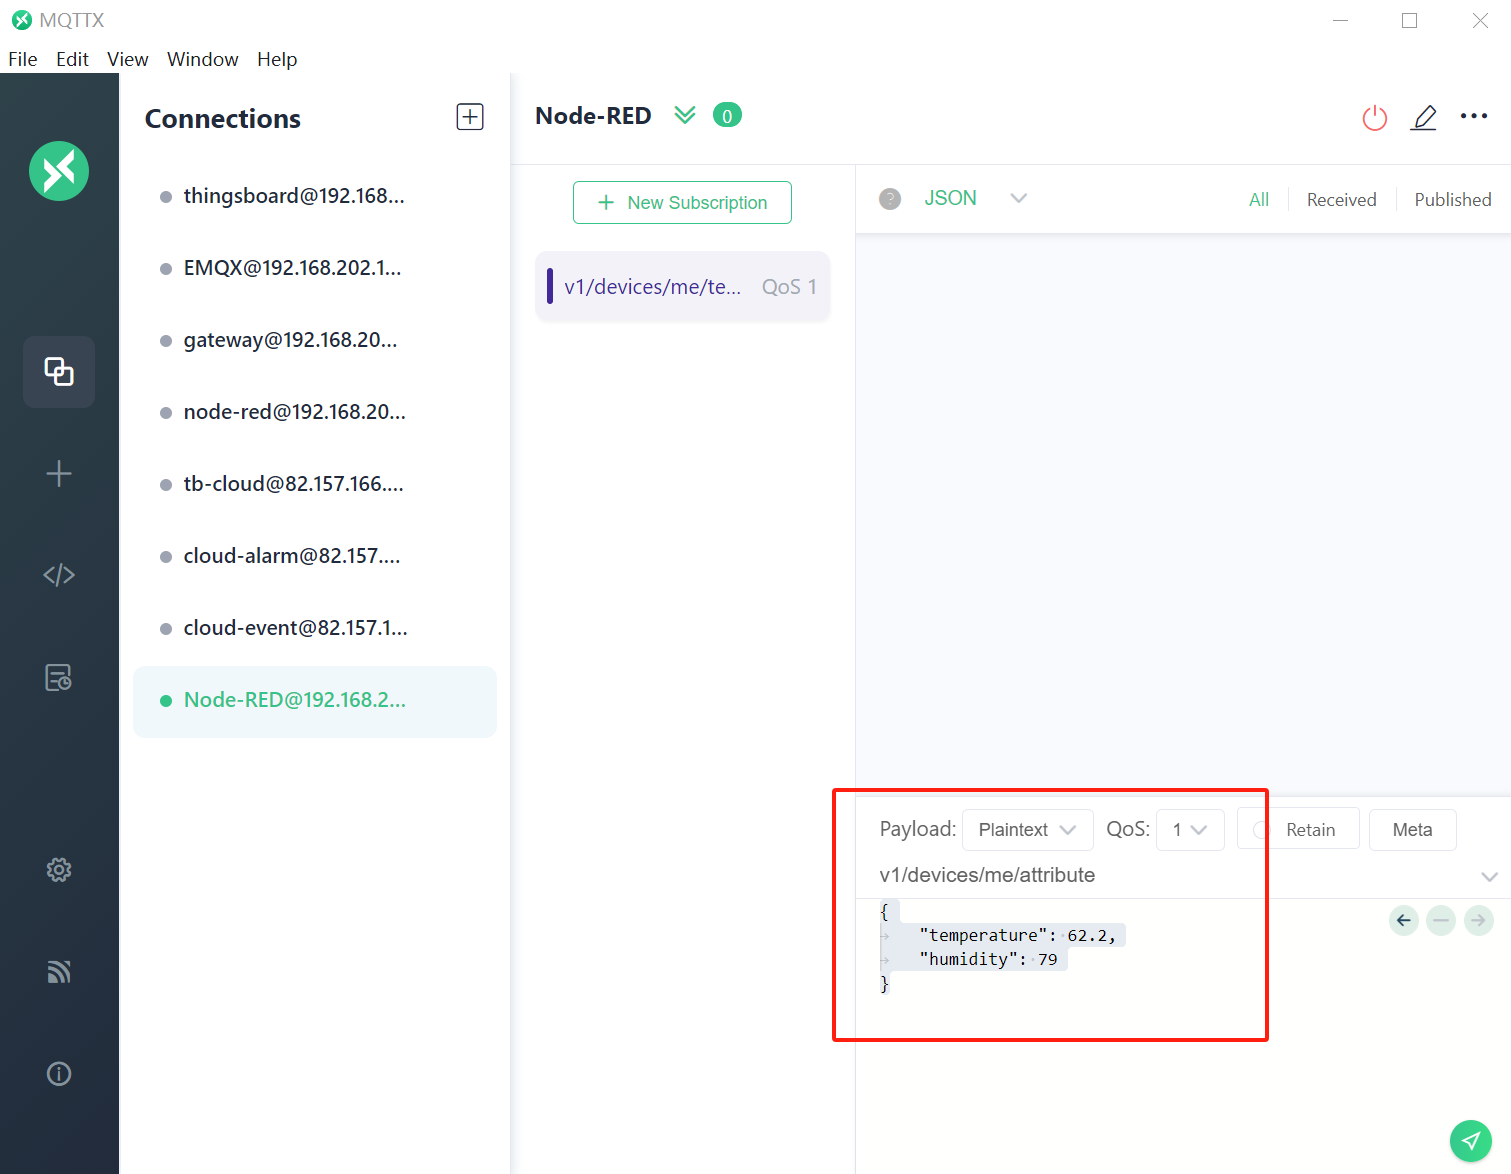 MQTTX
File Edit View Window Help
Connections
thingsboard@192.168...
EMQX@192.168.202.1...
gateway@192.168.20...
node-red@192.168.20...
tb-cloud@82.157.166....
cloud-alarm@82.157....
cloud-event@82.157.1...
Node-RED@192.168.2...
Node-RED 0
+ New Subscription
v1/devices/me/te... QoS 1
? JSON All Received Published
Payload: Plaintext QoS: 1 Retain Meta
v1/devices/me/attribute
{
"temperature": 62.2,
"humidity": 79
}